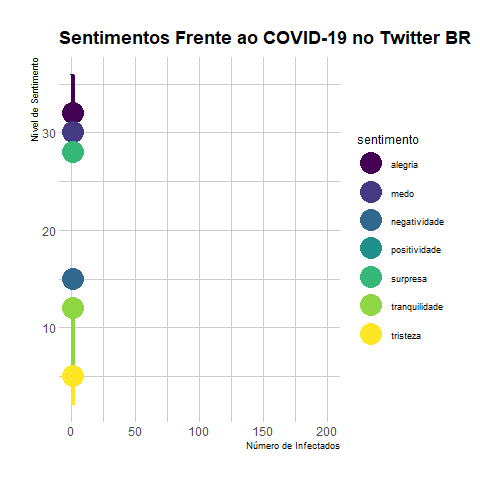 Sentimentos Frente ao COVID-19 no Twitter BR
Nivel de Sentimento
30
20
10
0
50
100
150
200
Número de Infectados
sentimento
alegria
medo
negatividade
positividade
surpresa
tranquilidade
tristeza